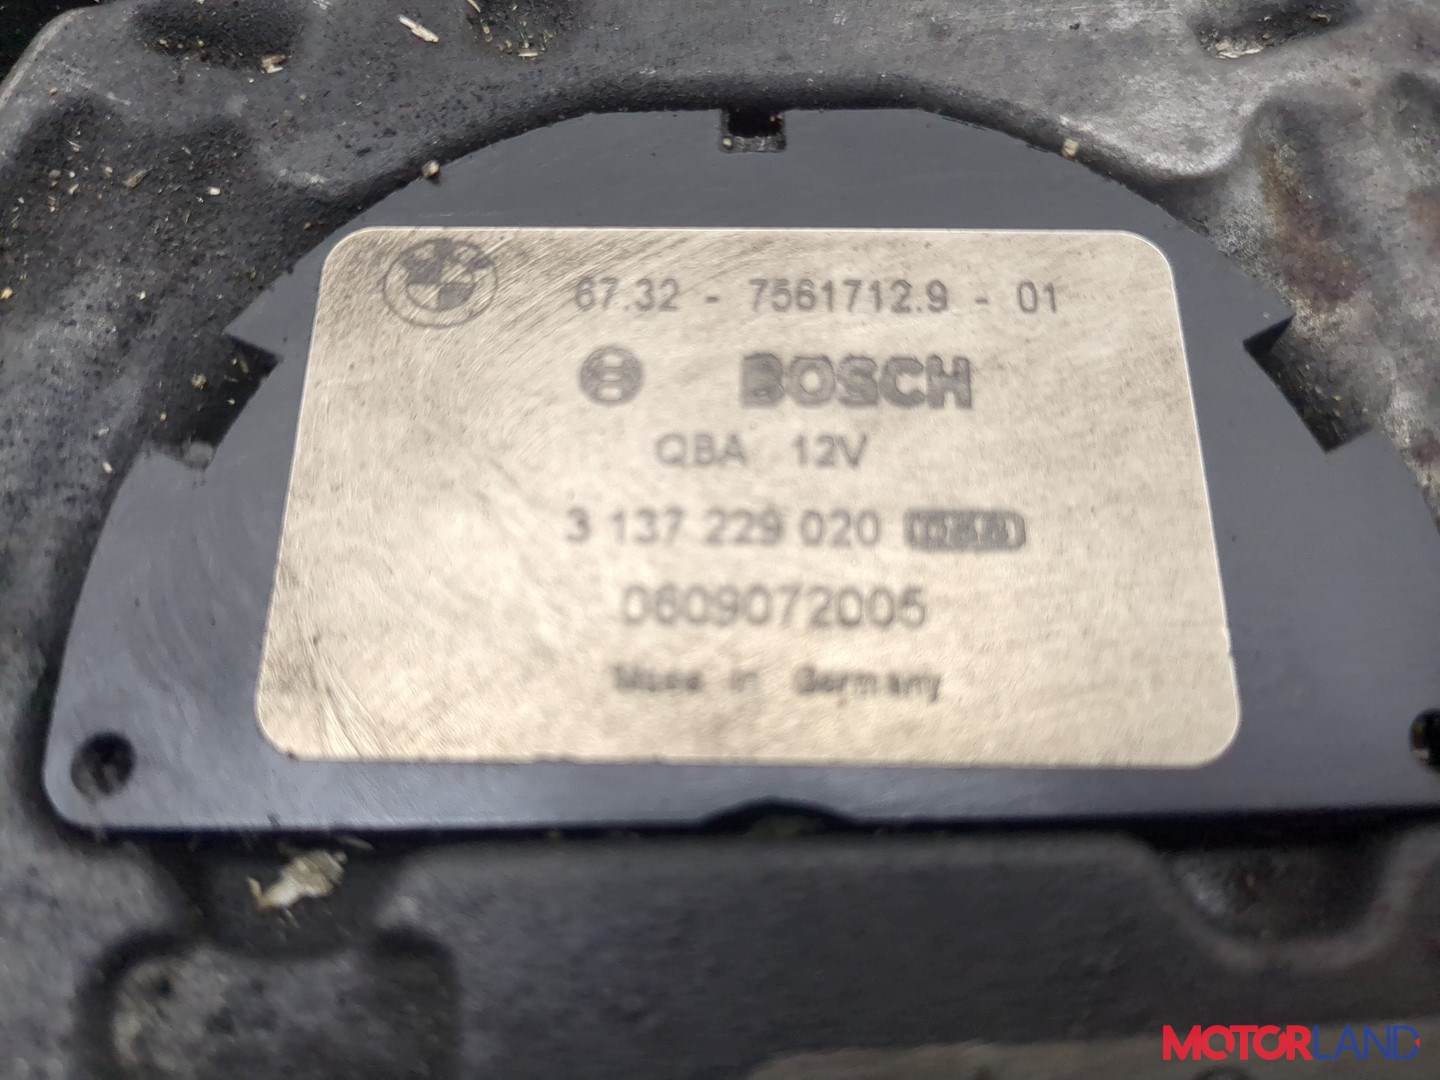 67.32 - 7561712.9 - 01
BOSCH
QBA 12V
3 137 229 020
0609072005
Made in Germany
MOTORLAND